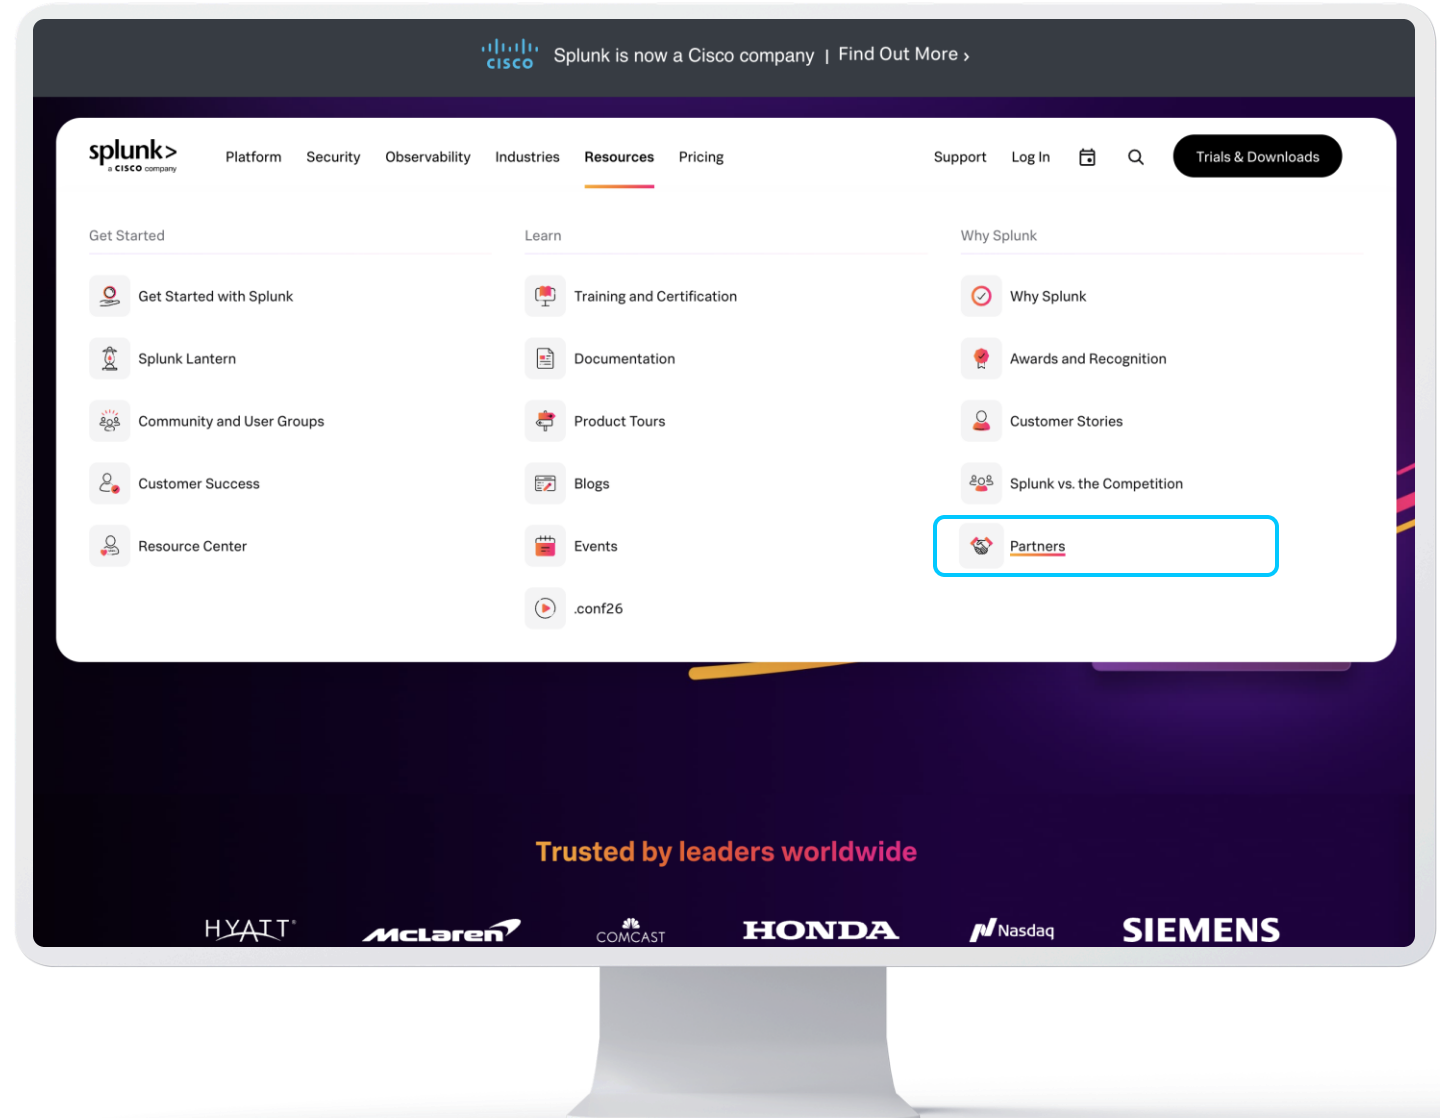 CISCO Splunk is now a Cisco company | Find Out More ›
splunk> Platform Security Observability Industries Resources Pricing Support Log In Trials & Downloads
a CISCO company
Get Started
Get Started with Splunk
Splunk Lantern
Community and User Groups
Customer Success
Resource Center
Learn
Training and Certification
Documentation
Product Tours
Blogs
Events
.conf26
Why Splunk
Why Splunk
Awards and Recognition
Customer Stories
Splunk vs. the Competition
Partners
Trusted by leaders worldwide
HYATT® McLaren COMCAST HONDA Nasdaq SIEMENS